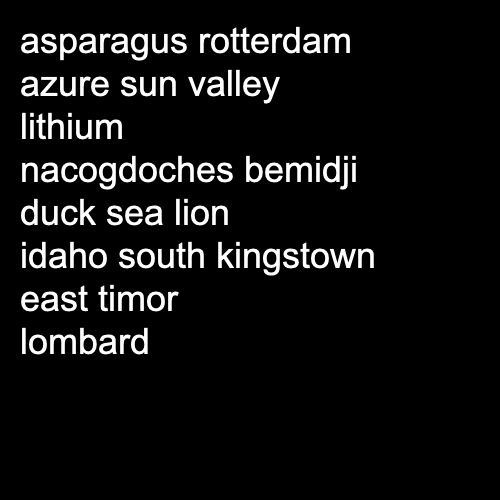 asparagus rotterdam
azure sun valley
lithium
nacogdoches bemidji
duck sea lion
idaho south kingstown
east timor
lombard